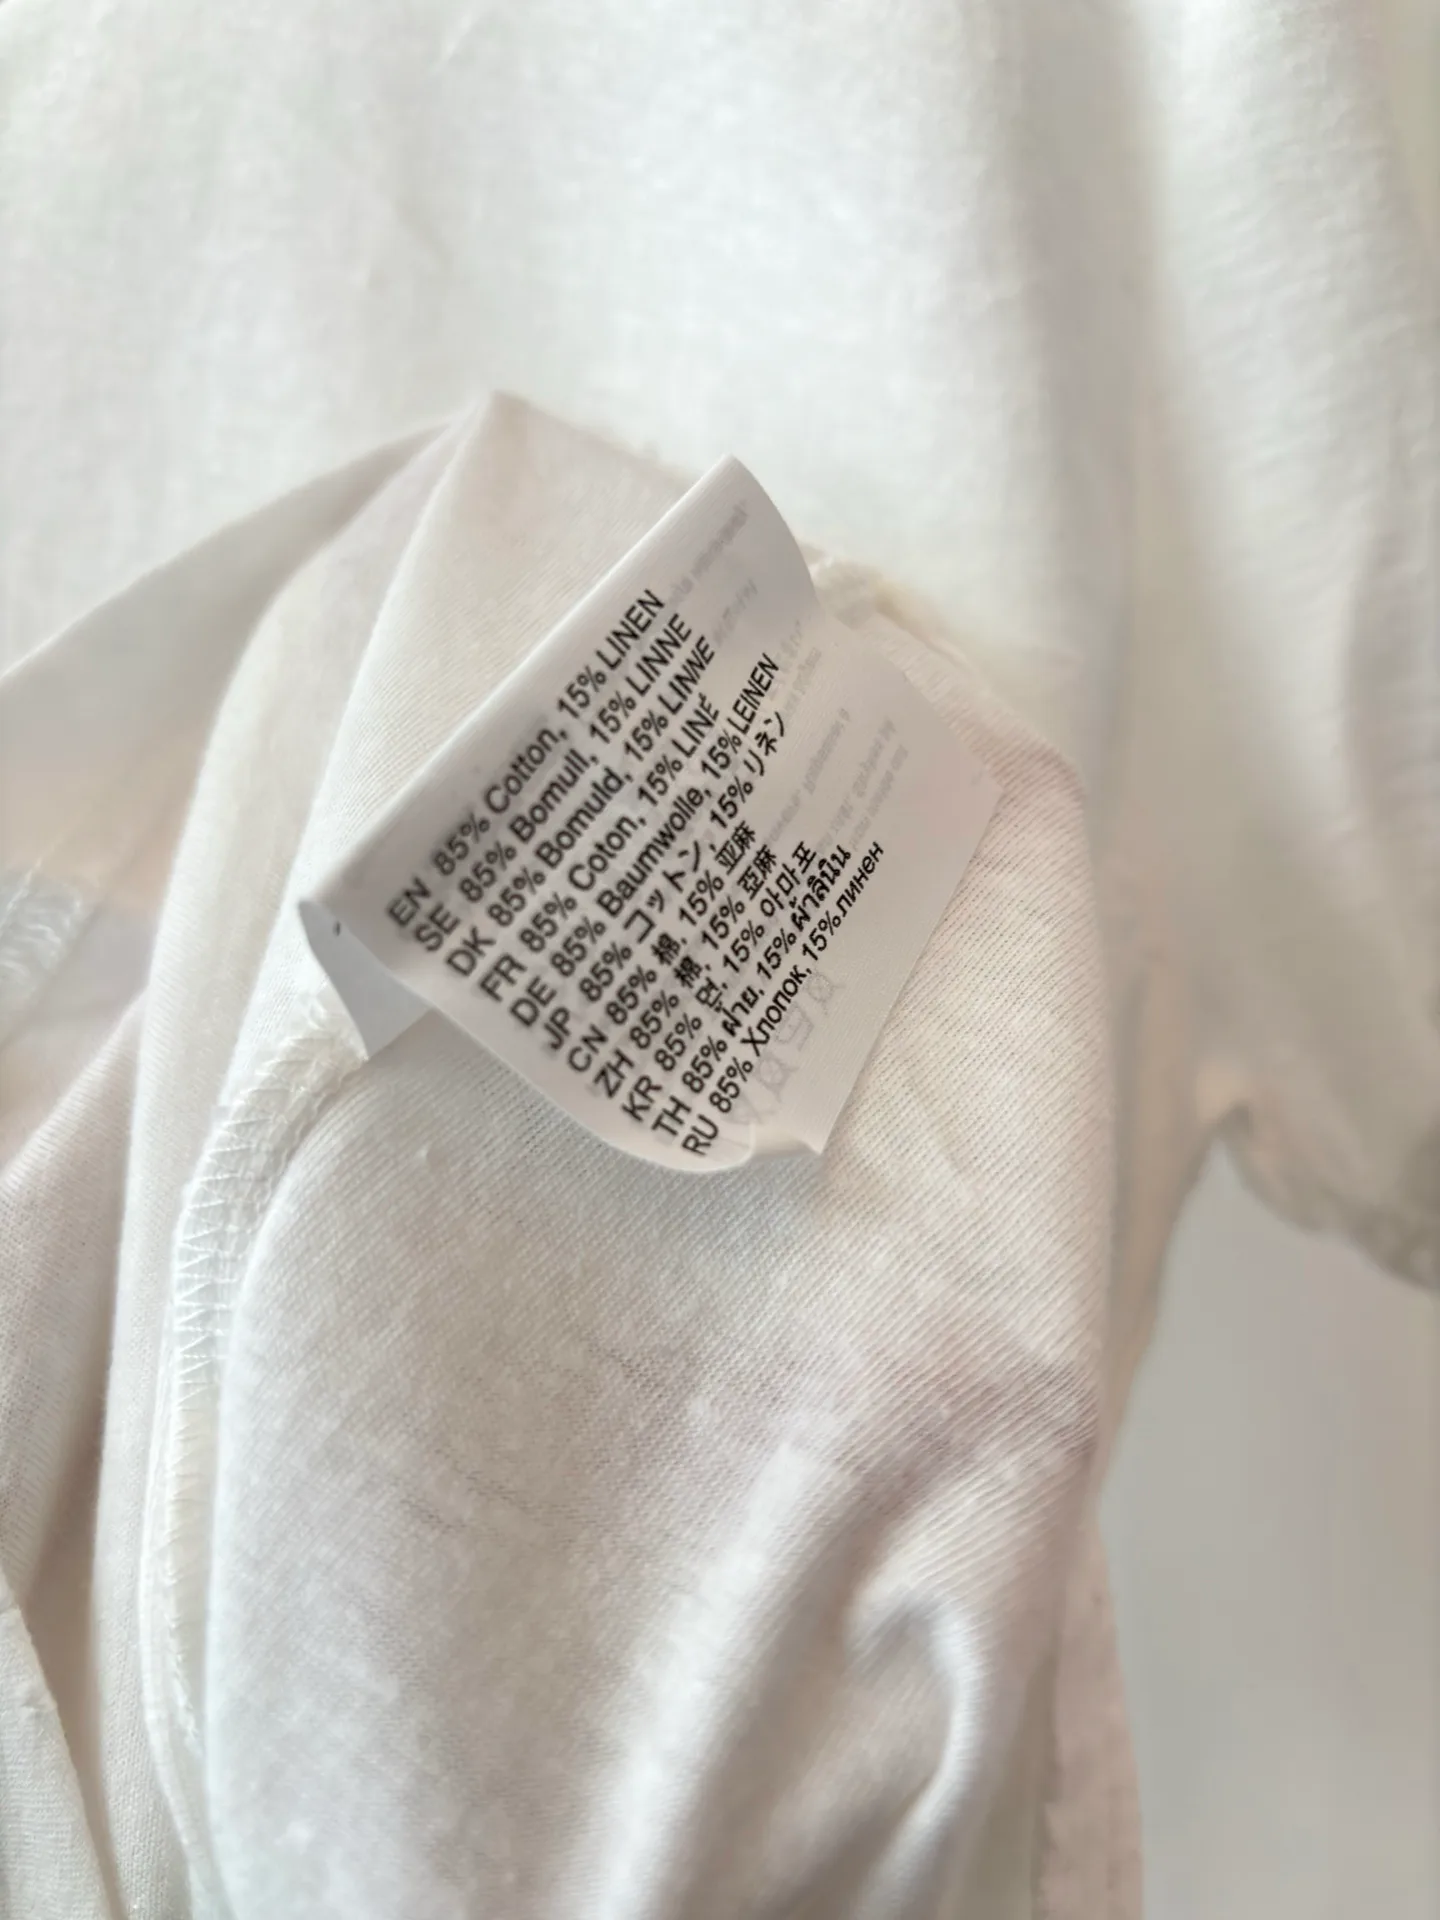 EN 85% Cotton, 15% LINEN
SE 85% Bomull, 15% LINNE
DK 85% Bomuld, 15% LINNE
FR 85% Coton, 15% LINÉ
DE 85% Baumwolle, 15% LEINEN
JP 85% コットン, 15% リネン
CN 85% 棉, 15% 亚麻
ZH 85% 棉, 15% 亞麻
KR 85% 면, 15% 아마포
TH 85% ฝ้าย, 15% ผ้าลินิน
RU 85% Хлопок, 15% линен